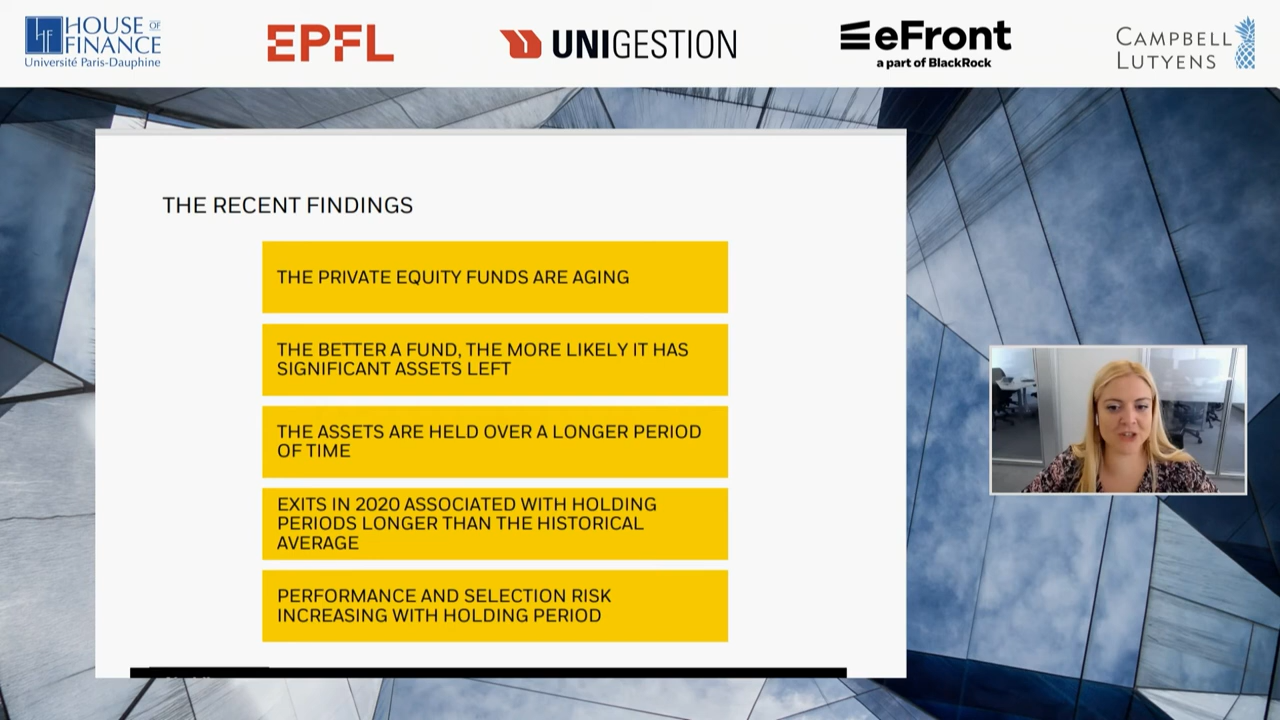 HOUSE OF
FINANCE
Université Paris-Dauphine
EPFL
UNIGESTION
eFront
a part of BlackRock
CAMPBELL
LUTYENS
THE RECENT FINDINGS
THE PRIVATE EQUITY FUNDS ARE AGING
THE BETTER A FUND, THE MORE LIKELY IT HAS
SIGNIFICANT ASSETS LEFT
THE ASSETS ARE HELD OVER A LONGER PERIOD
OF TIME
EXITS IN 2020 ASSOCIATED WITH HOLDING
PERIODS LONGER THAN THE HISTORICAL
AVERAGE
PERFORMANCE AND SELECTION RISK
INCREASING WITH HOLDING PERIOD